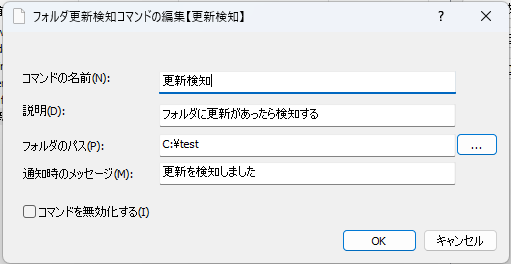 フォルダ更新検知コマンドの編集【更新検知】
コマンドの名前(N): 更新検知
説明(D): フォルダに更新があったら検知する
フォルダのパス(P): C:¥test ...
通知時のメッセージ(M): 更新を検知しました
コマンドを無効化する(I)
OK キャンセル